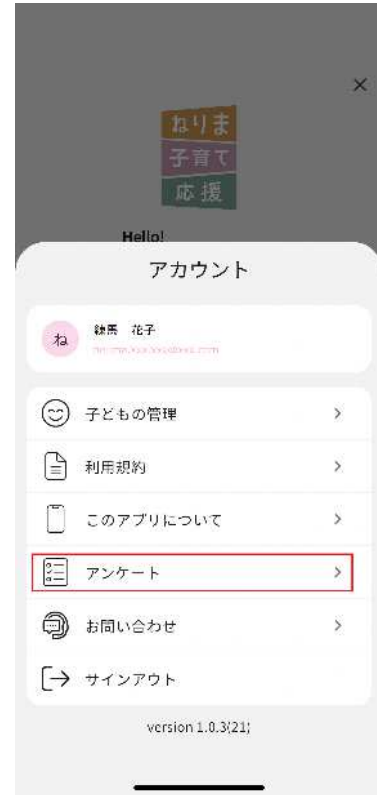 ねりま
子育て
応援
Hello!
アカウント
ね
練馬 花子
子どもの管理
利用規約
このアプリについて
アンケート
お問い合わせ
サインアウト
version 1.0.3(21)